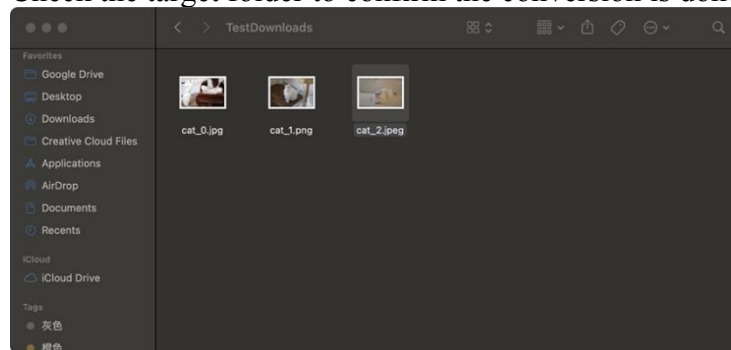 Check the target folder to confirm the conversion is don
TestDownloads
Favorites
Google Drive
Desktop
Downloads
Creative Cloud Files
Applications
AirDrop
Documents
Recents
iCloud
iCloud Drive
Tags
灰色
橙色
cat_0.jpg
cat_1.png
cat_2.jpeg